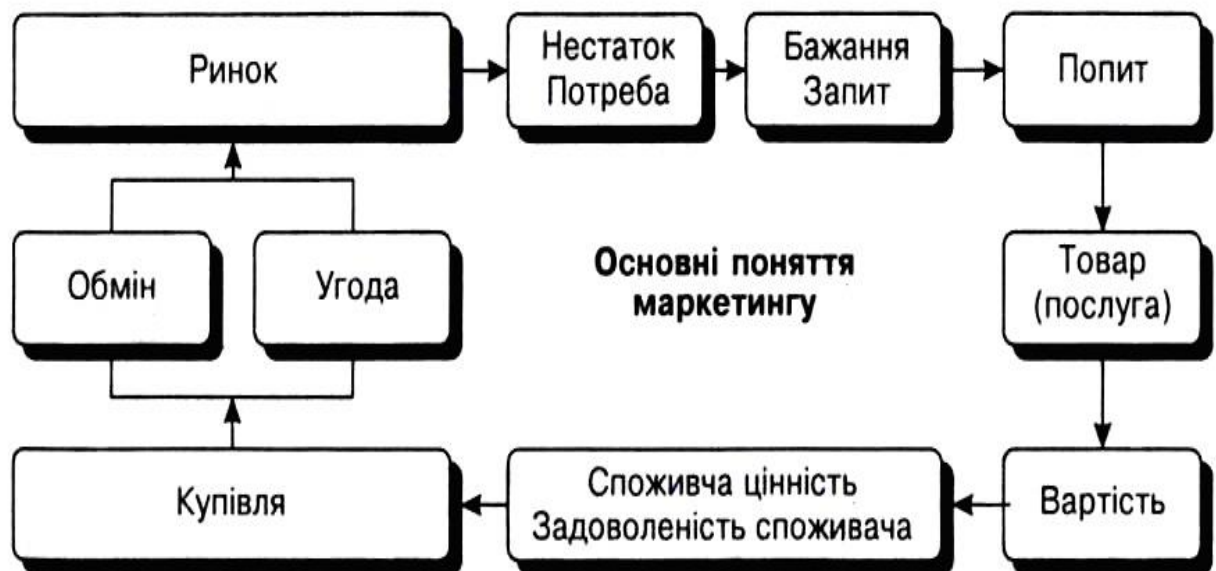 Ринок
Нестаток
Потреба
Бажання
Запит
Попит
Обмін
Угода
Основні поняття
маркетингу
Товар
(послуга)
Купівля
Споживча цінність
Задоволеність споживача
Вартість